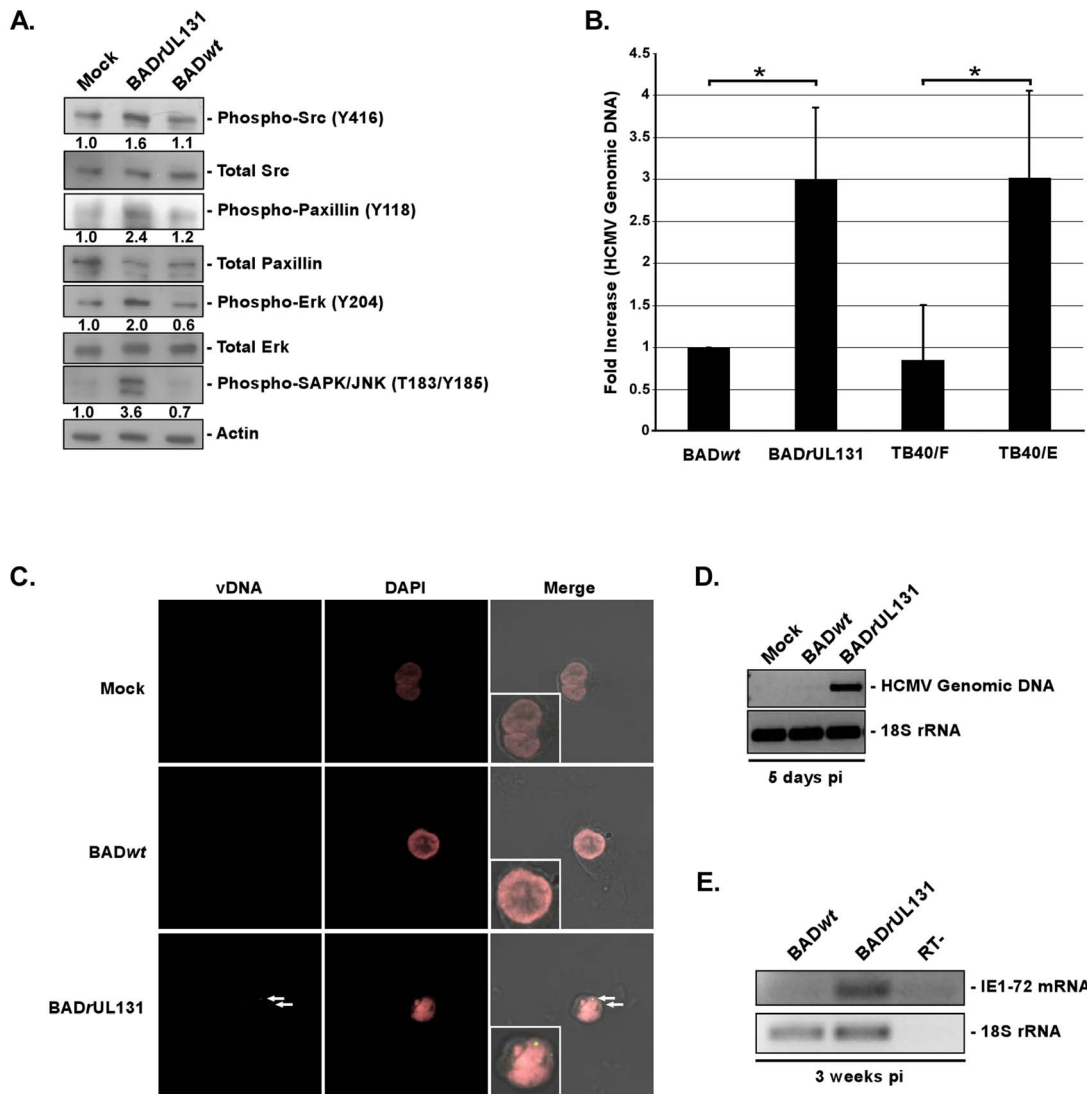 A.
Mock BADrUL131 BADwt
- Phospho-Src (Y416)
1.0 1.6 1.1
- Total Src
- Phospho-Paxillin (Y118)
1.0 2.4 1.2
- Total Paxillin
- Phospho-Erk (Y204)
1.0 2.0 0.6
- Total Erk
- Phospho-SAPK/JNK (T183/Y185)
1.0 3.6 0.7
- Actin
B.
Fold Increase (HCMV Genomic DNA)
4.5
4
3.5
3
2.5
2
1.5
1
0.5
0
* *
BADwt BADrUL131 TB40/F TB40/E
C.
vDNA DAPI Merge
Mock
BADwt
BADrUL131
D.
Mock BADwt BADrUL131
- HCMV Genomic DNA
- 18S rRNA
5 days pi
E.
BADwt BADrUL131 RT-
- IE1-72 mRNA
- 18S rRNA
3 weeks pi